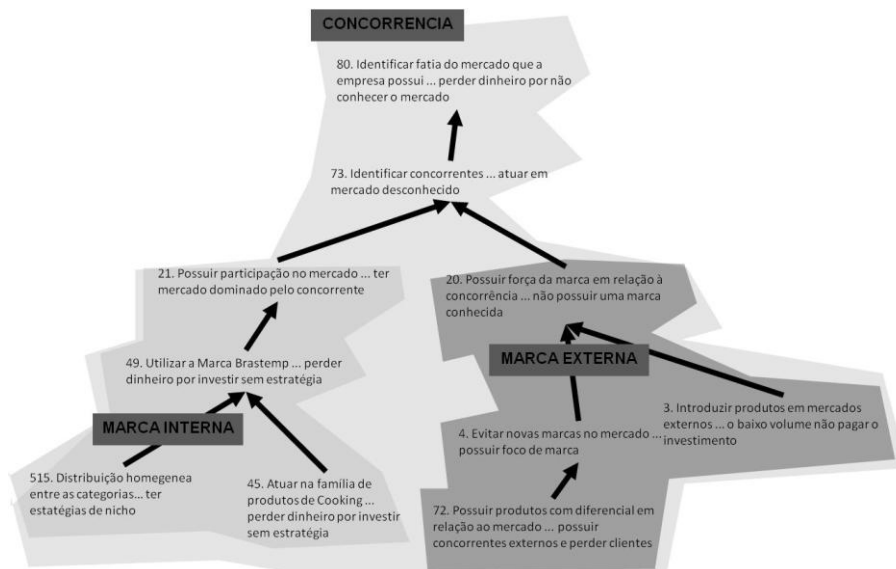 CONCORRENCIA
80. Identificar fatia do mercado que a
empresa possui ... perder dinheiro por não
conhecer o mercado
73. Identificar concorrentes ... atuar em
mercado desconhecido
21. Possuir participação no mercado ... ter
mercado dominado pelo concorrente
20. Possuir força da marca em relação à
concorrência ... não possuir uma marca
conhecida
49. Utilizar a Marca Brastemp ... perder
dinheiro por investir sem estratégia
MARCA EXTERNA
MARCA INTERNA
3. Introduzir produtos em mercados
externos ... o baixo volume não pagar o
investimento
4. Evitar novas marcas no mercado ...
possuir foco de marca
515. Distribuição homogenea
entre as categorias... ter
estatégias de nicho
45. Atuar na família de
produtos de Cooking ...
perder dinheiro por investir
sem estratégia
72. Possuir produtos com diferencial em
relação ao mercado ... possuir
concorrentes externos e perder clientes